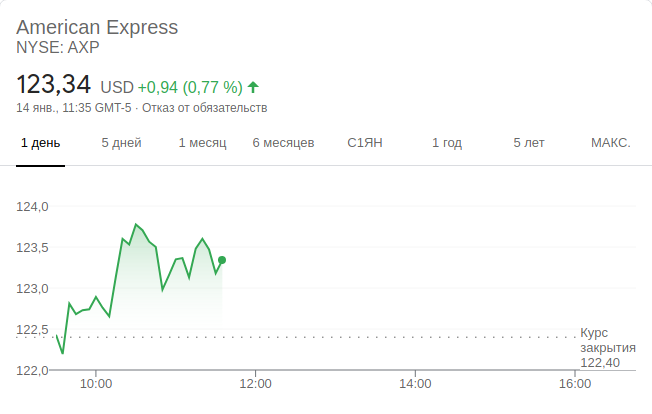 American Express
NYSE: AXP
123,34 USD +0,94 (0,77 %)
14 янв., 11:35 GMT-5 · Отказ от обязательств
1 день 5 дней 1 месяц 6 месяцев С1ЯН 1 год 5 лет МАКС.
124,0
123,5
123,0
122,5
122,0
Курс
закрытия
122,40
10:00 12:00 14:00 16:00